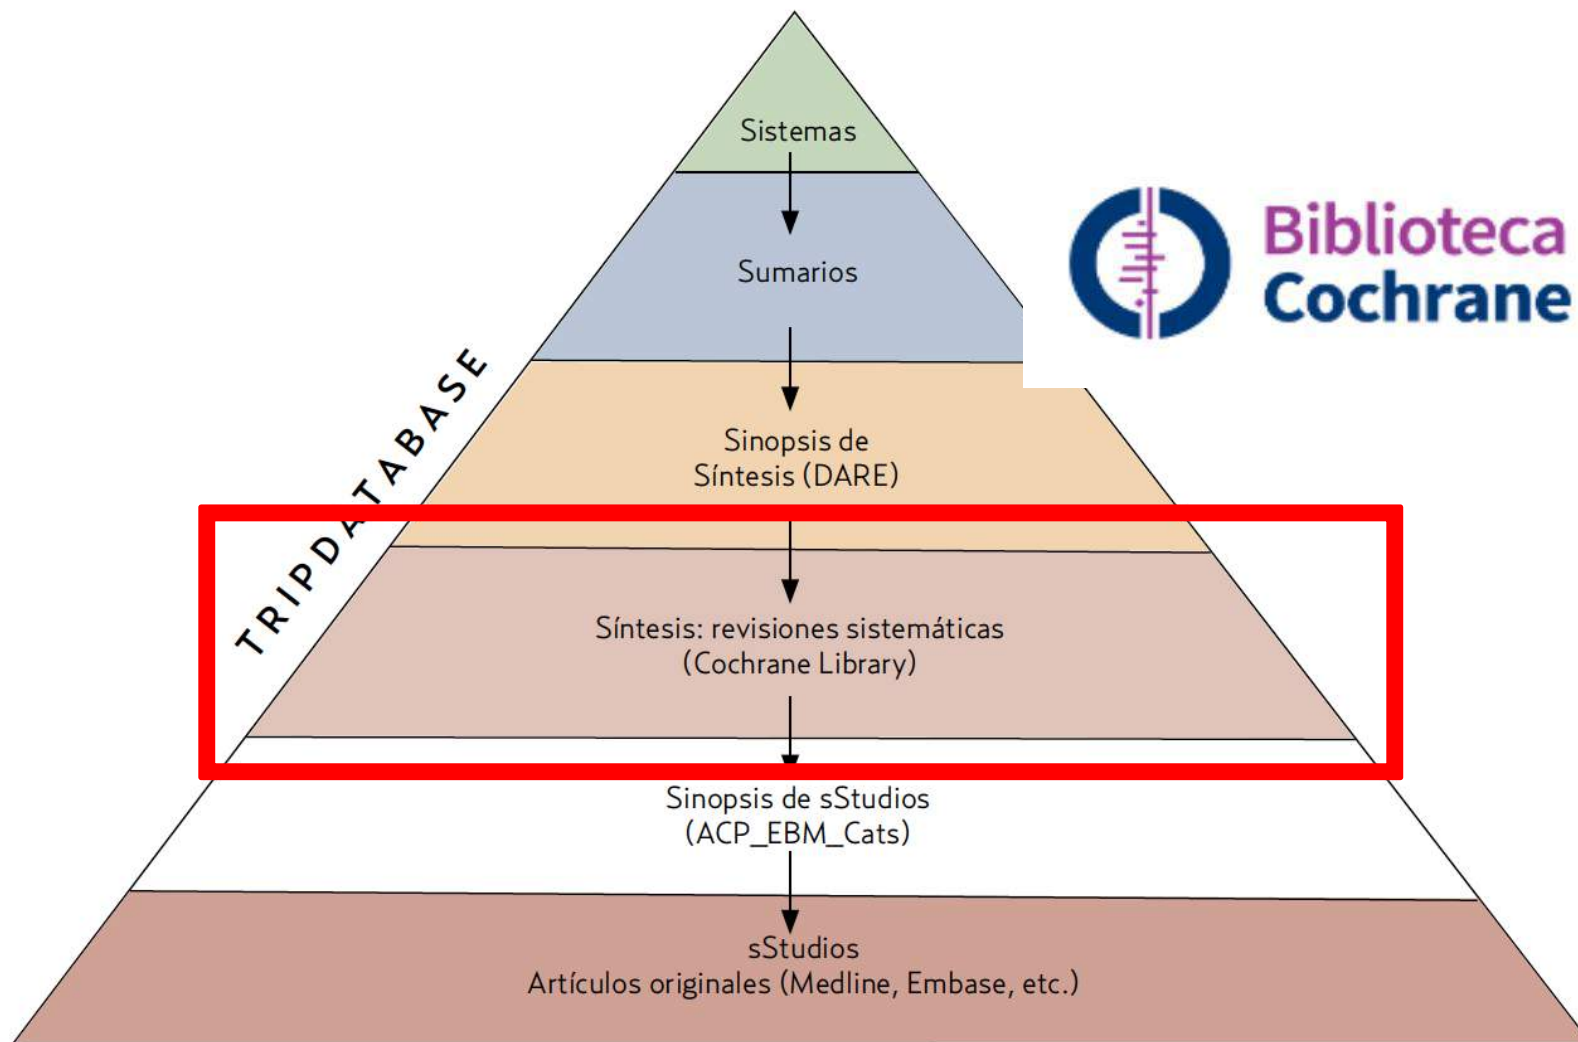 Sistemas
Biblioteca
Cochrane
Sumarios
TRIPDATABASE
Sinopsis de
Síntesis (DARE)
Síntesis: revisiones sistemáticas
(Cochrane Library)
Sinopsis de sStudios
(ACP_EBM_Cats)
sStudios
Artículos originales (Medline, Embase, etc.)